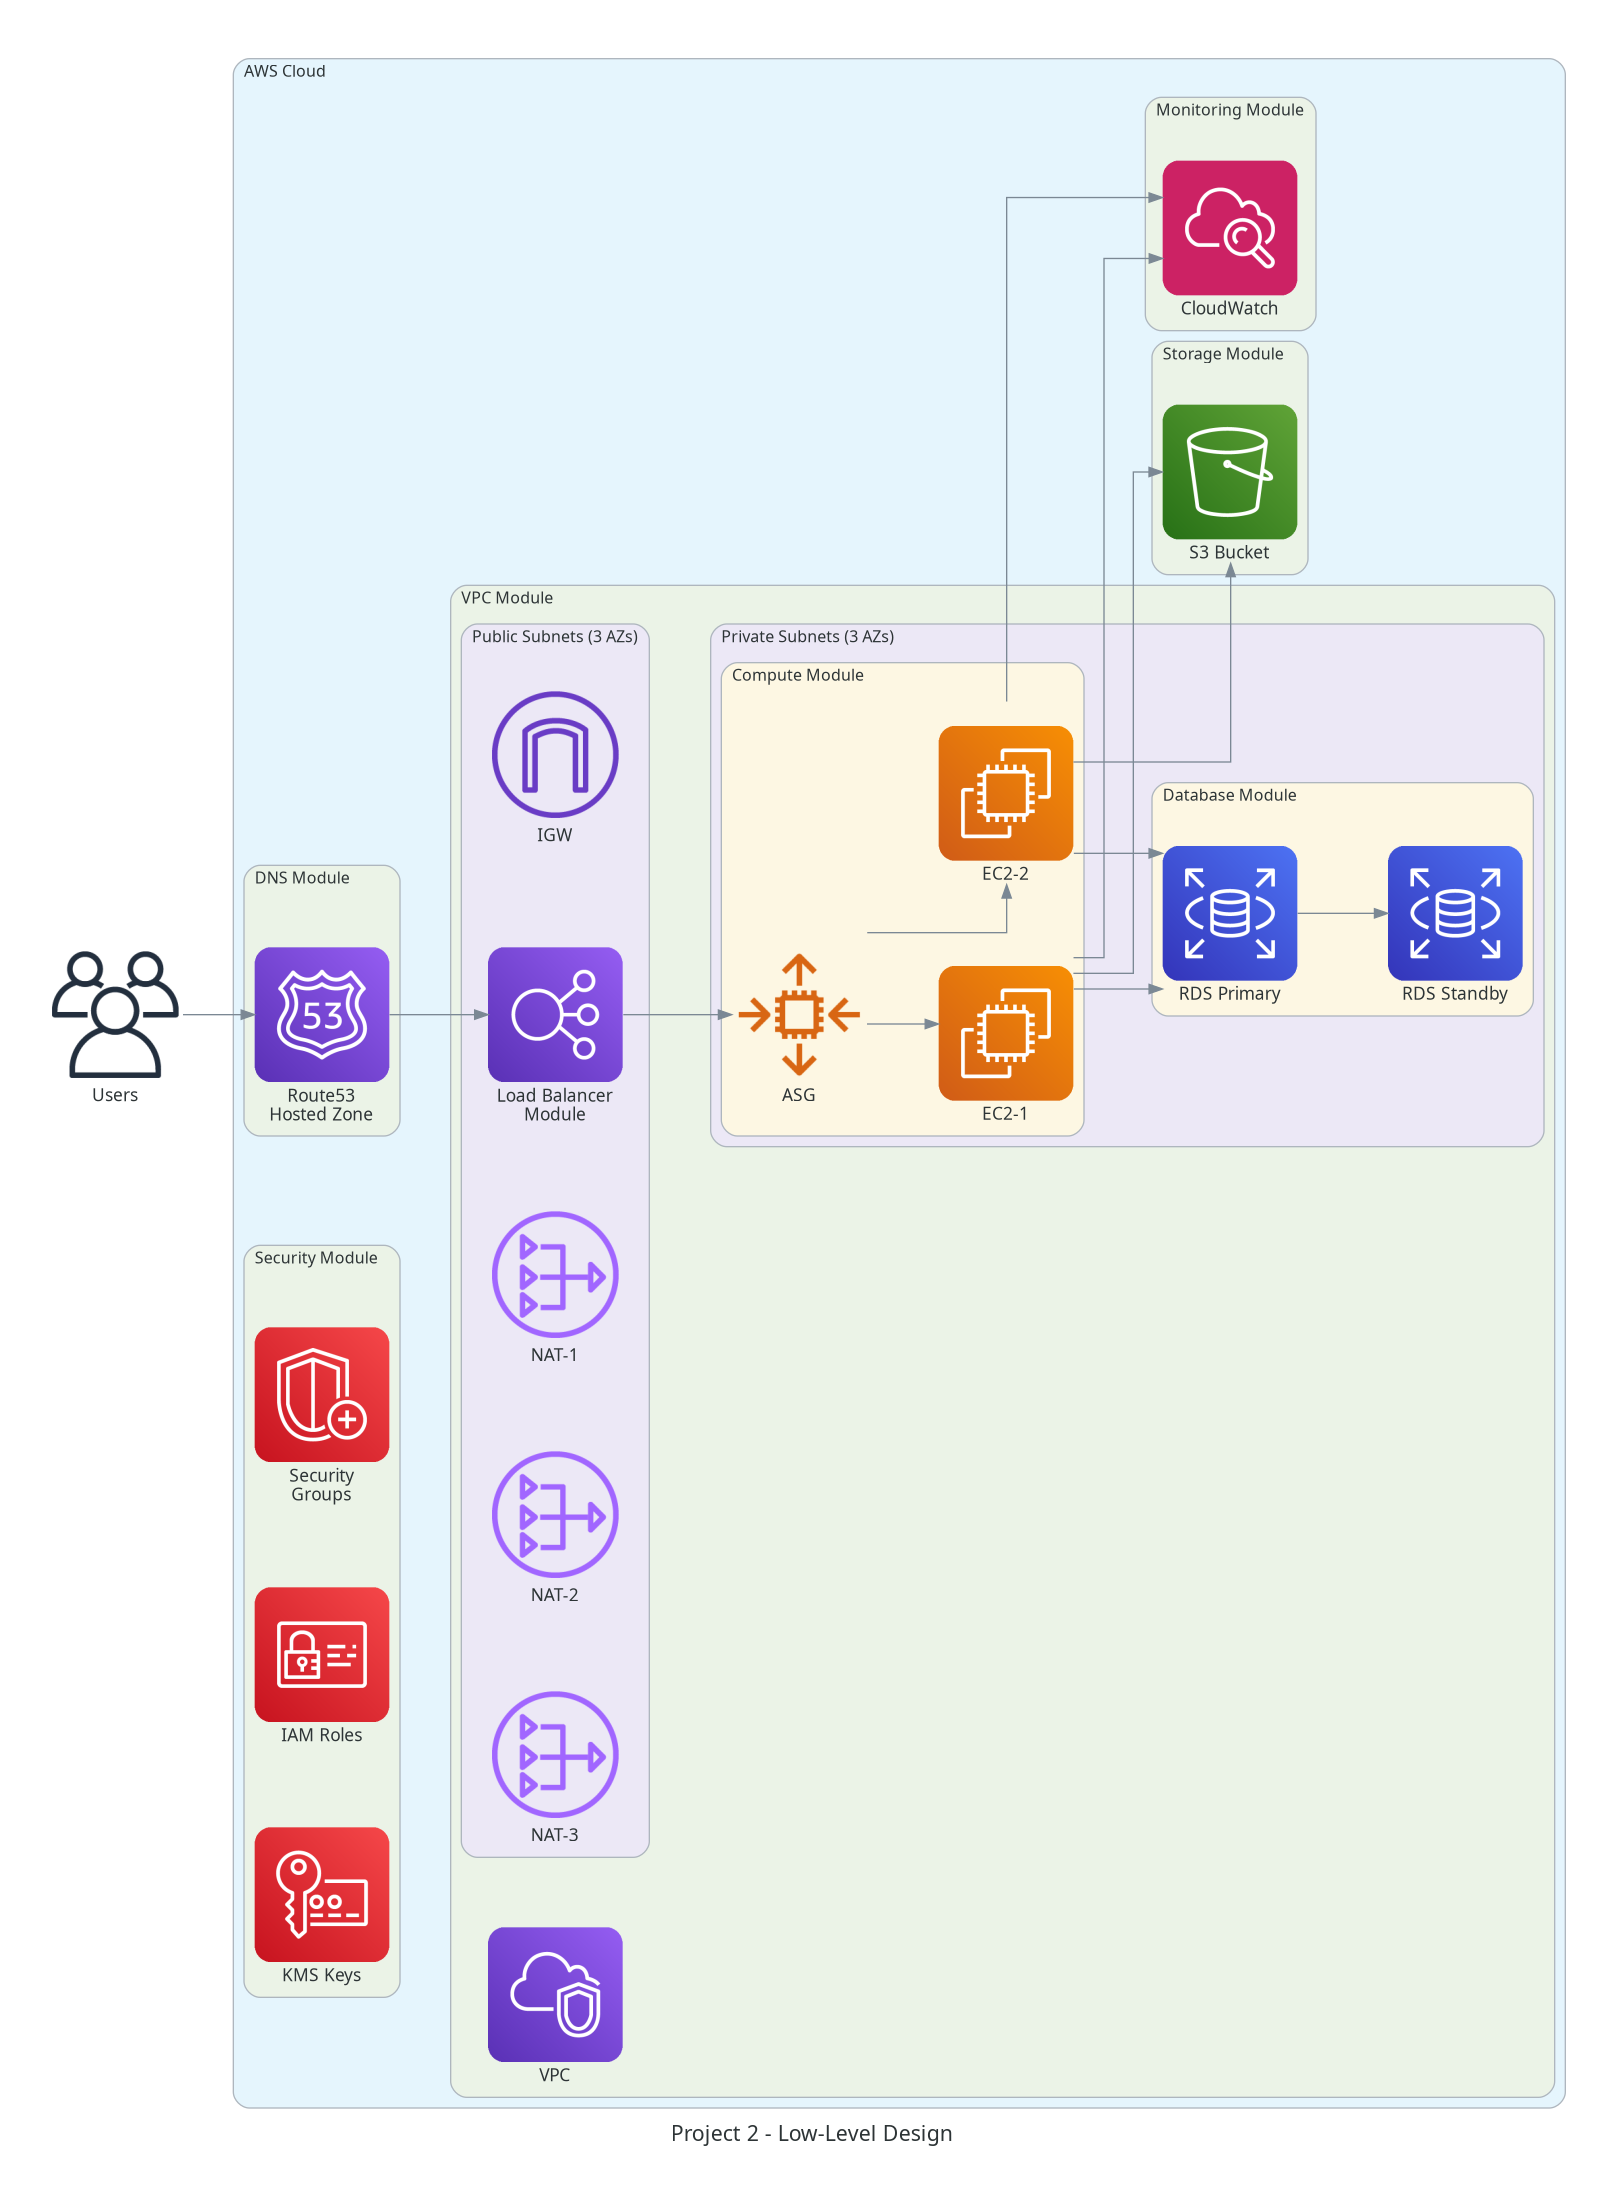 AWS Cloud
Monitoring Module
CloudWatch
Storage Module
S3 Bucket
VPC Module
Public Subnets (3 AZs)
Private Subnets (3 AZs)
Compute Module
IGW
EC2-2
Database Module
RDS Primary
RDS Standby
DNS Module
53
Users
Route53
Hosted Zone
Load Balancer
Module
ASG
EC2-1
Security Module
Security
Groups
IAM Roles
KMS Keys
NAT-1
NAT-2
NAT-3
VPC
Project 2 - Low-Level Design